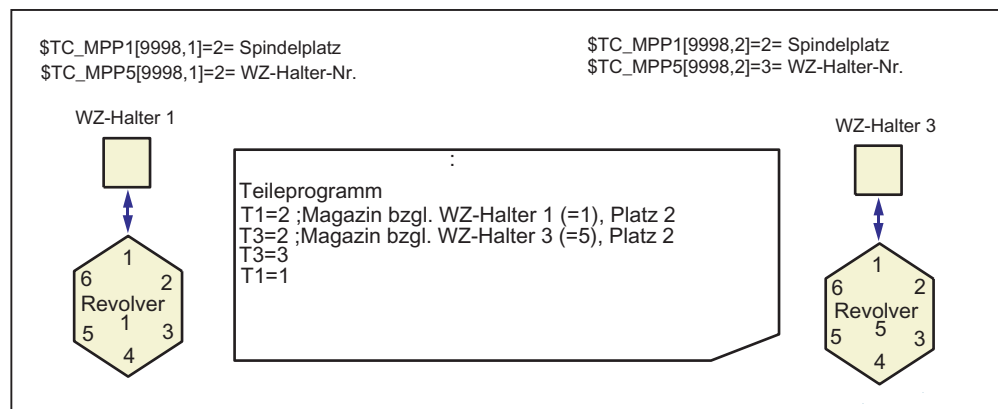 $TC_MPP1[9998,1]=2= Spindelplatz
$TC_MPP5[9998,1]=2= WZ-Halter-Nr.
$TC_MPP1[9998,2]=2= Spindelplatz
$TC_MPP5[9998,2]=3= WZ-Halter-Nr.
WZ-Halter 1
WZ-Halter 3
:
Teileprogramm
T1=2 ;Magazin bzgl. WZ-Halter 1 (=1), Platz 2
T3=2 ;Magazin bzgl. WZ-Halter 3 (=5), Platz 2
T3=3
T1=1
1
6 2
Revolver
1
5 3
4
1
6 2
Revolver
5
5 3
4